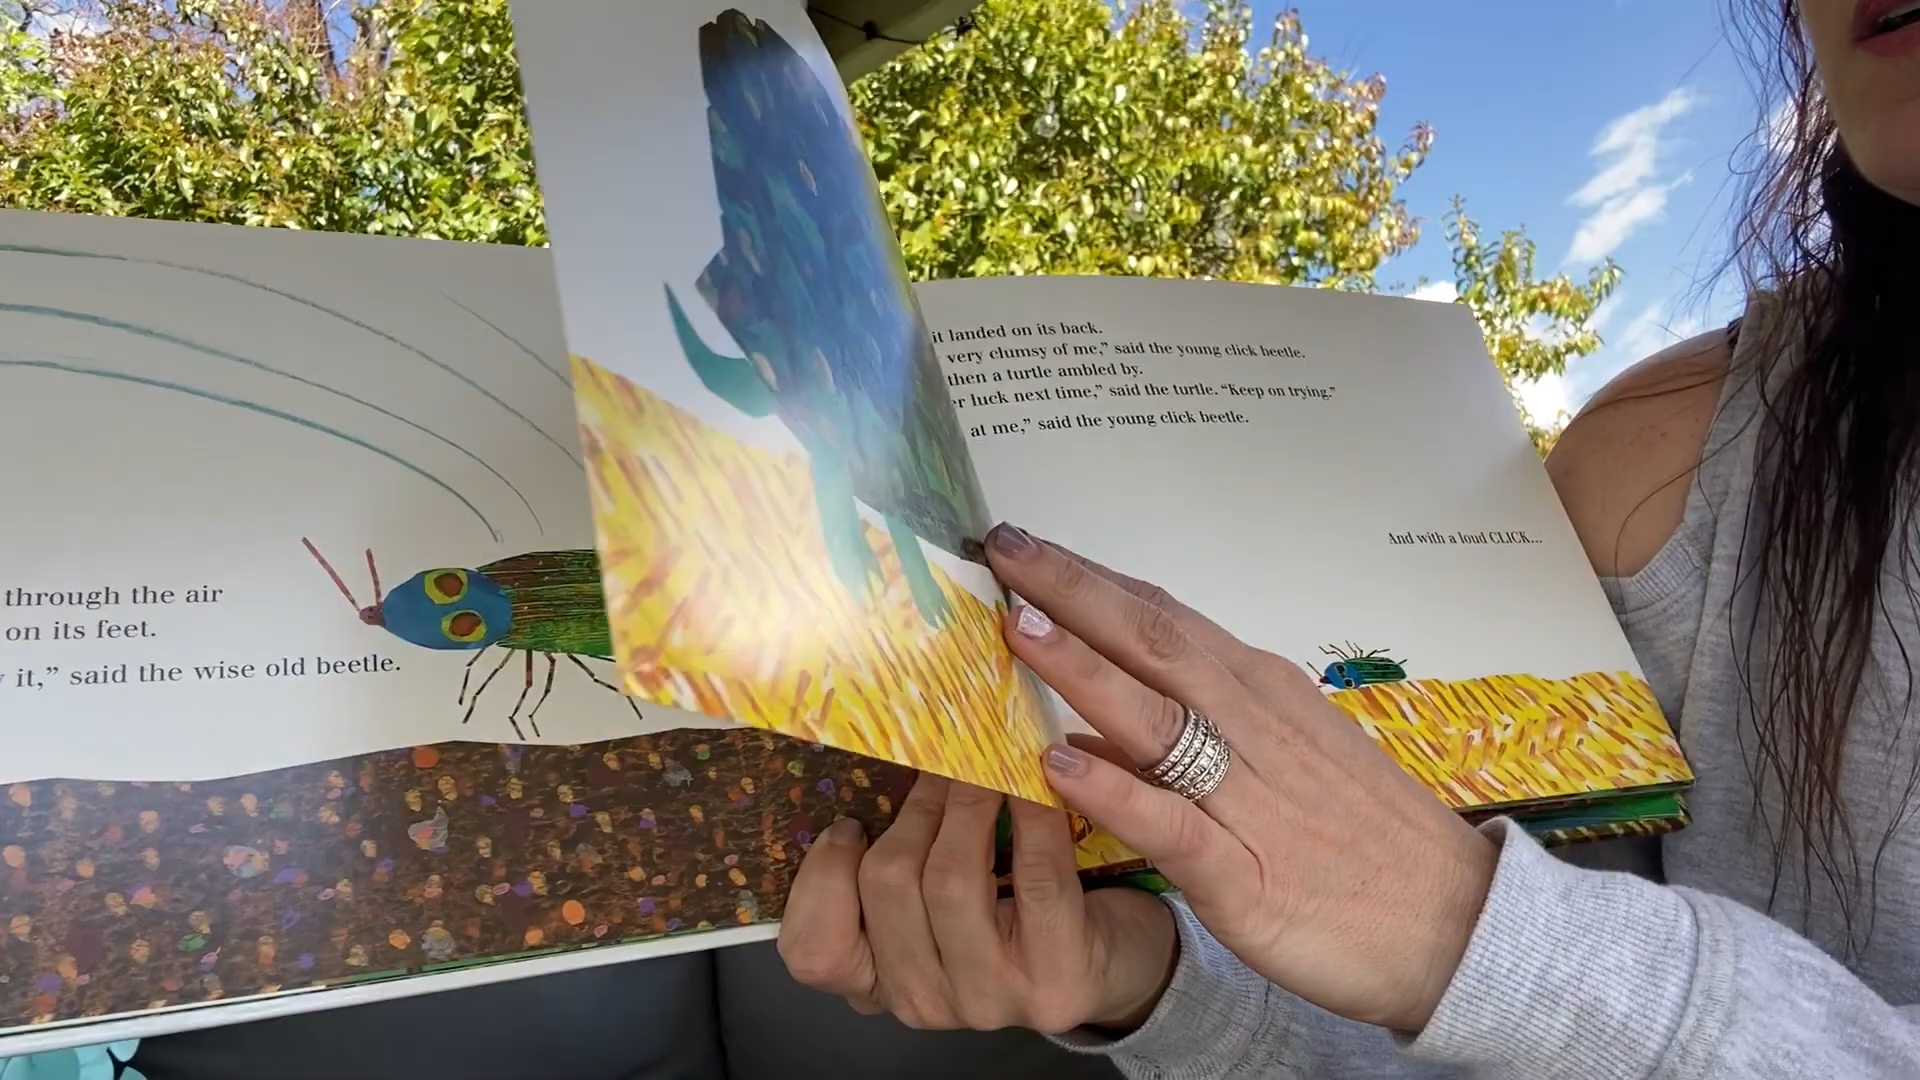 through the air
on its feet.
it,” said the wise old beetle.
it landed on its back.
very clumsy of me,” said the young click beetle.
then a turtle ambled by.
luck next time,” said the turtle. “Keep on trying.”
at me,” said the young click beetle.
And with a loud CLICK...